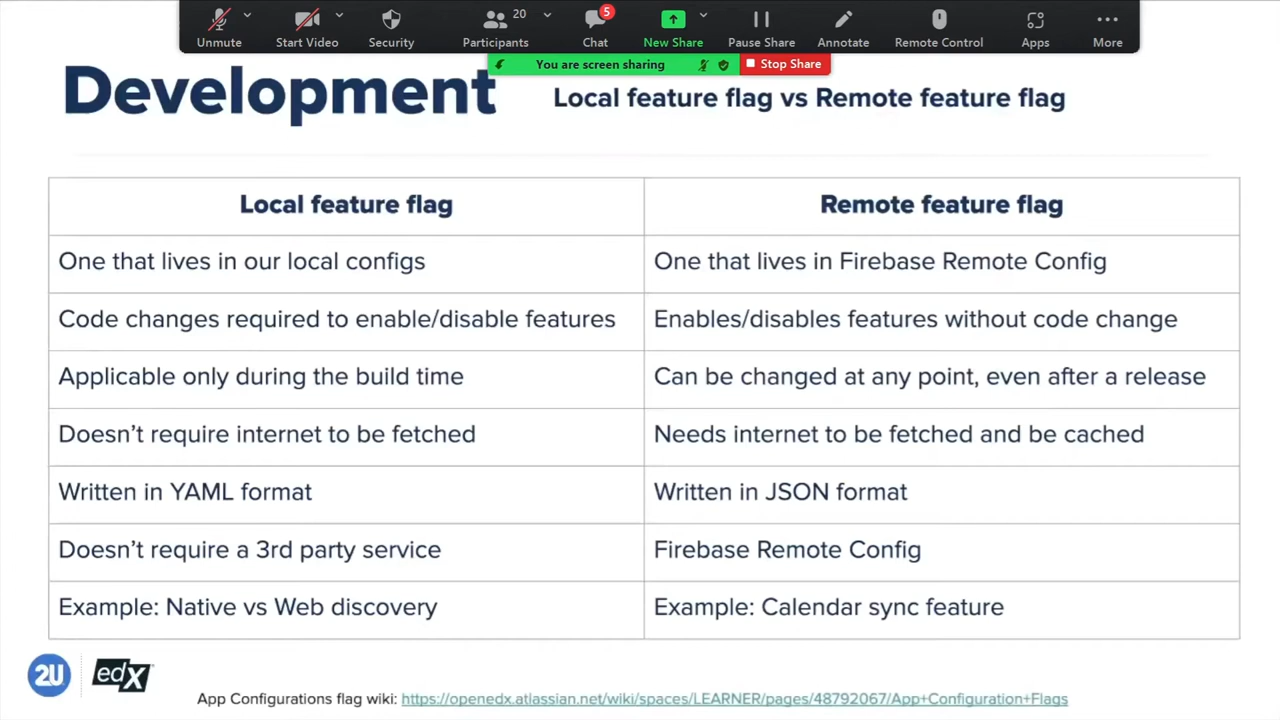 Unmute
Start Video
Security
Participants
20
Chat
5
New Share
Pause Share
Annotate
Remote Control
Apps
More
You are screen sharing
Stop Share
Development
Local feature flag vs Remote feature flag
Local feature flag
Remote feature flag
One that lives in our local configs
One that lives in Firebase Remote Config
Code changes required to enable/disable features
Enables/disables features without code change
Applicable only during the build time
Can be changed at any point, even after a release
Doesn’t require internet to be fetched
Needs internet to be fetched and be cached
Written in YAML format
Written in JSON format
Doesn’t require a 3rd party service
Firebase Remote Config
Example: Native vs Web discovery
Example: Calendar sync feature
2U
edX
App Configurations flag wiki: https://openedx.atlassian.net/wiki/spaces/LEARNER/pages/48792067/App+Configuration+Flags